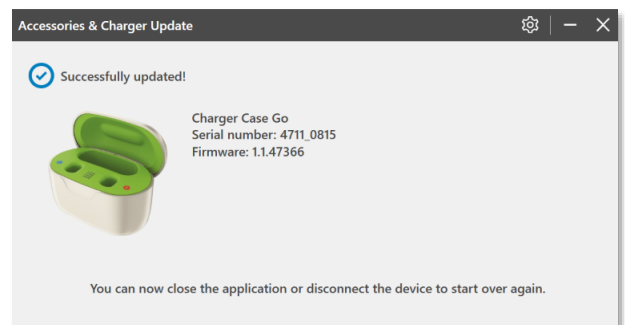 Accessories & Charger Update
Successfully updated!
Charger Case Go
Serial number: 4711_0815
Firmware: 1.1.47366
You can now close the application or disconnect the device to start over again.